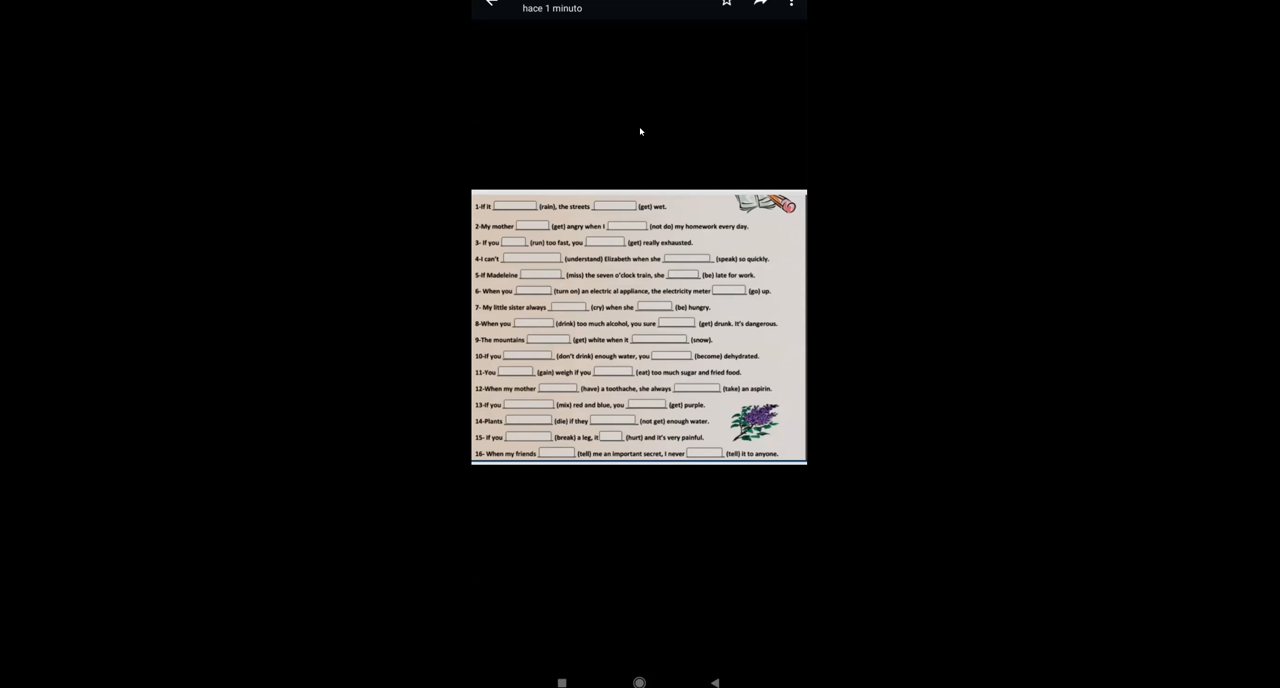 hace 1 minuto
1-If it (rain), the streets (get) wet.
2-My mother (get) angry when I (not do) my homework every day.
3- If you (run) too fast, you (get) really exhausted.
4-I can't (understand) Elizabeth when she (speak) so quickly.
5-If Madeleine (miss) the seven o'clock train, she (be) late for work.
6- When you (turn on) an electric al appliance, the electricity meter (go) up.
7- My little sister always (cry) when she (be) hungry.
8-When you (drink) too much alcohol, you sure (get) drunk. It's dangerous.
9-The mountains (get) white when it (snow).
10-If you (don't drink) enough water, you (become) dehydrated.
11-You (gain) weigh if you (eat) too much sugar and fried food.
12-When my mother (have) a toothache, she always (take) an aspirin.
13-If you (mix) red and blue, you (get) purple.
14-Plants (die) if they (not get) enough water.
15- If you (break) a leg, it (hurt) and it's very painful.
16- When my friends (tell) me an important secret, I never (tell) it to anyone.